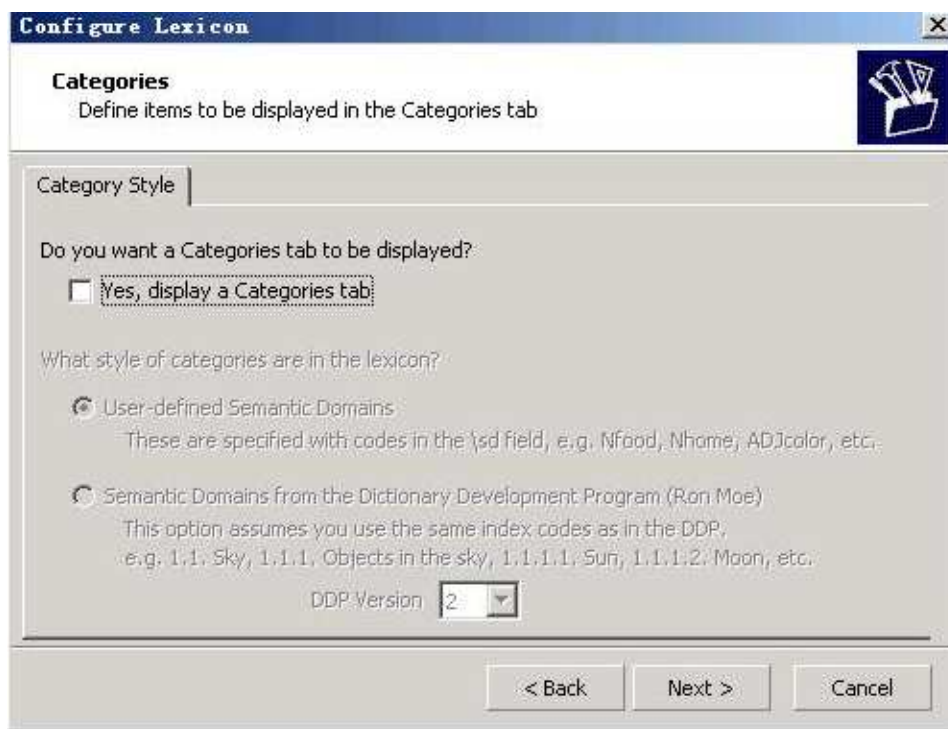 Configure Lexicon
Categories
Define items to be displayed in the Categories tab
Category Style
Do you want a Categories tab to be displayed?
Yes, display a Categories tab
What style of categories are in the lexicon?
User-defined Semantic Domains
These are specified with codes in the \sd field, e.g. Nfood, Nhome, ADJcolor, etc.
Semantic Domains from the Dictionary Development Program (Ron Moe)
This option assumes you use the same index codes as in the DDP.
e.g. 1.1. Sky, 1.1.1. Objects in the sky, 1.1.1.1. Sun, 1.1.1.2. Moon, etc.
DDP Version 2
< Back Next > Cancel